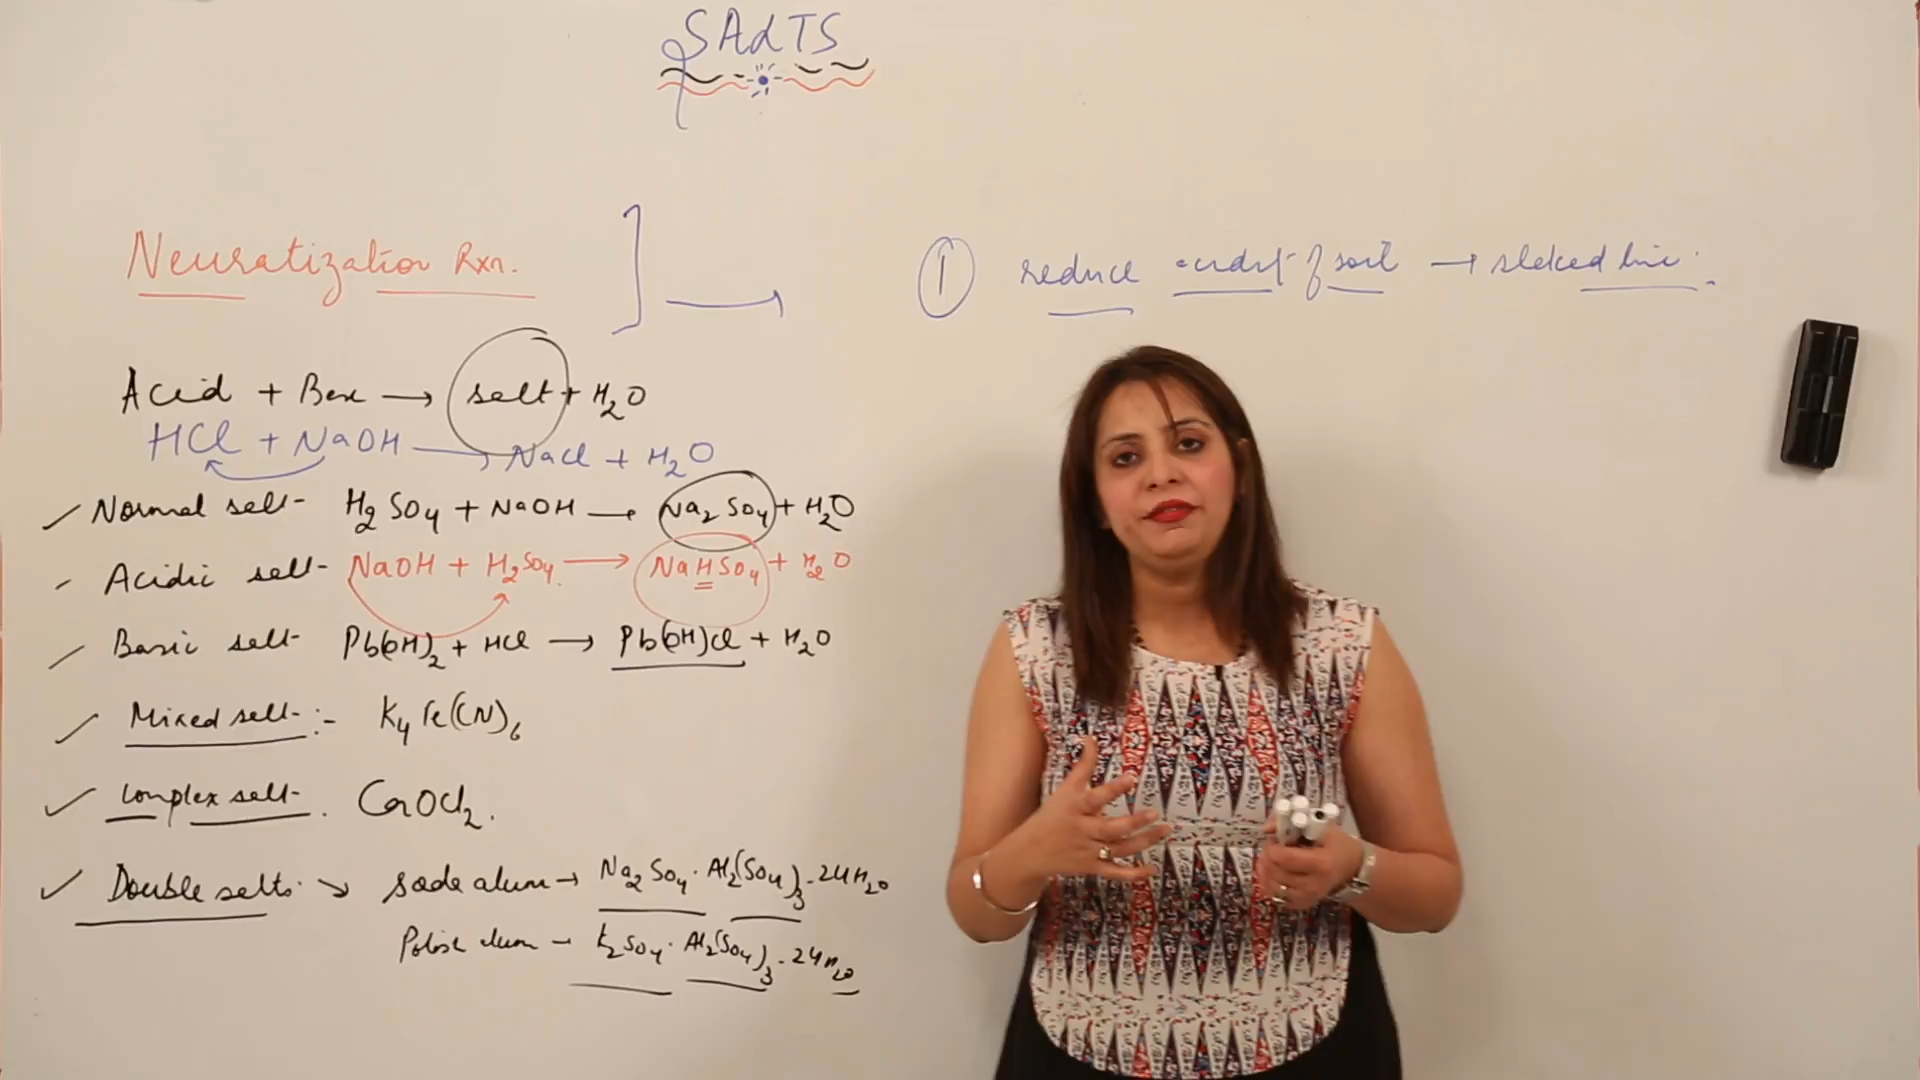 SAdTS
Neuratization Rxn.
① reduce acidity of soil → slaked lime.
Acid + Base → salt + H₂O
HCl + NaOH → NaCl + H₂O
Normal salt- H₂SO₄ + NaOH → Na₂SO₄ + H₂O
Acidic salt- NaOH + H₂SO₄. → NaHSO₄ + H₂O
Basic salt- Pb(OH)₂ + HCl → Pb(OH)Cl + H₂O
Mixed salt- :- K₄Fe(CN)₆
Complex salt- . CaOCl₂.
Double salts. → Soda alum → Na₂SO₄ · Al₂(SO₄)₃ · 24H₂O
Potash alum → K₂SO₄ · Al₂(SO₄)₃ · 24H₂O